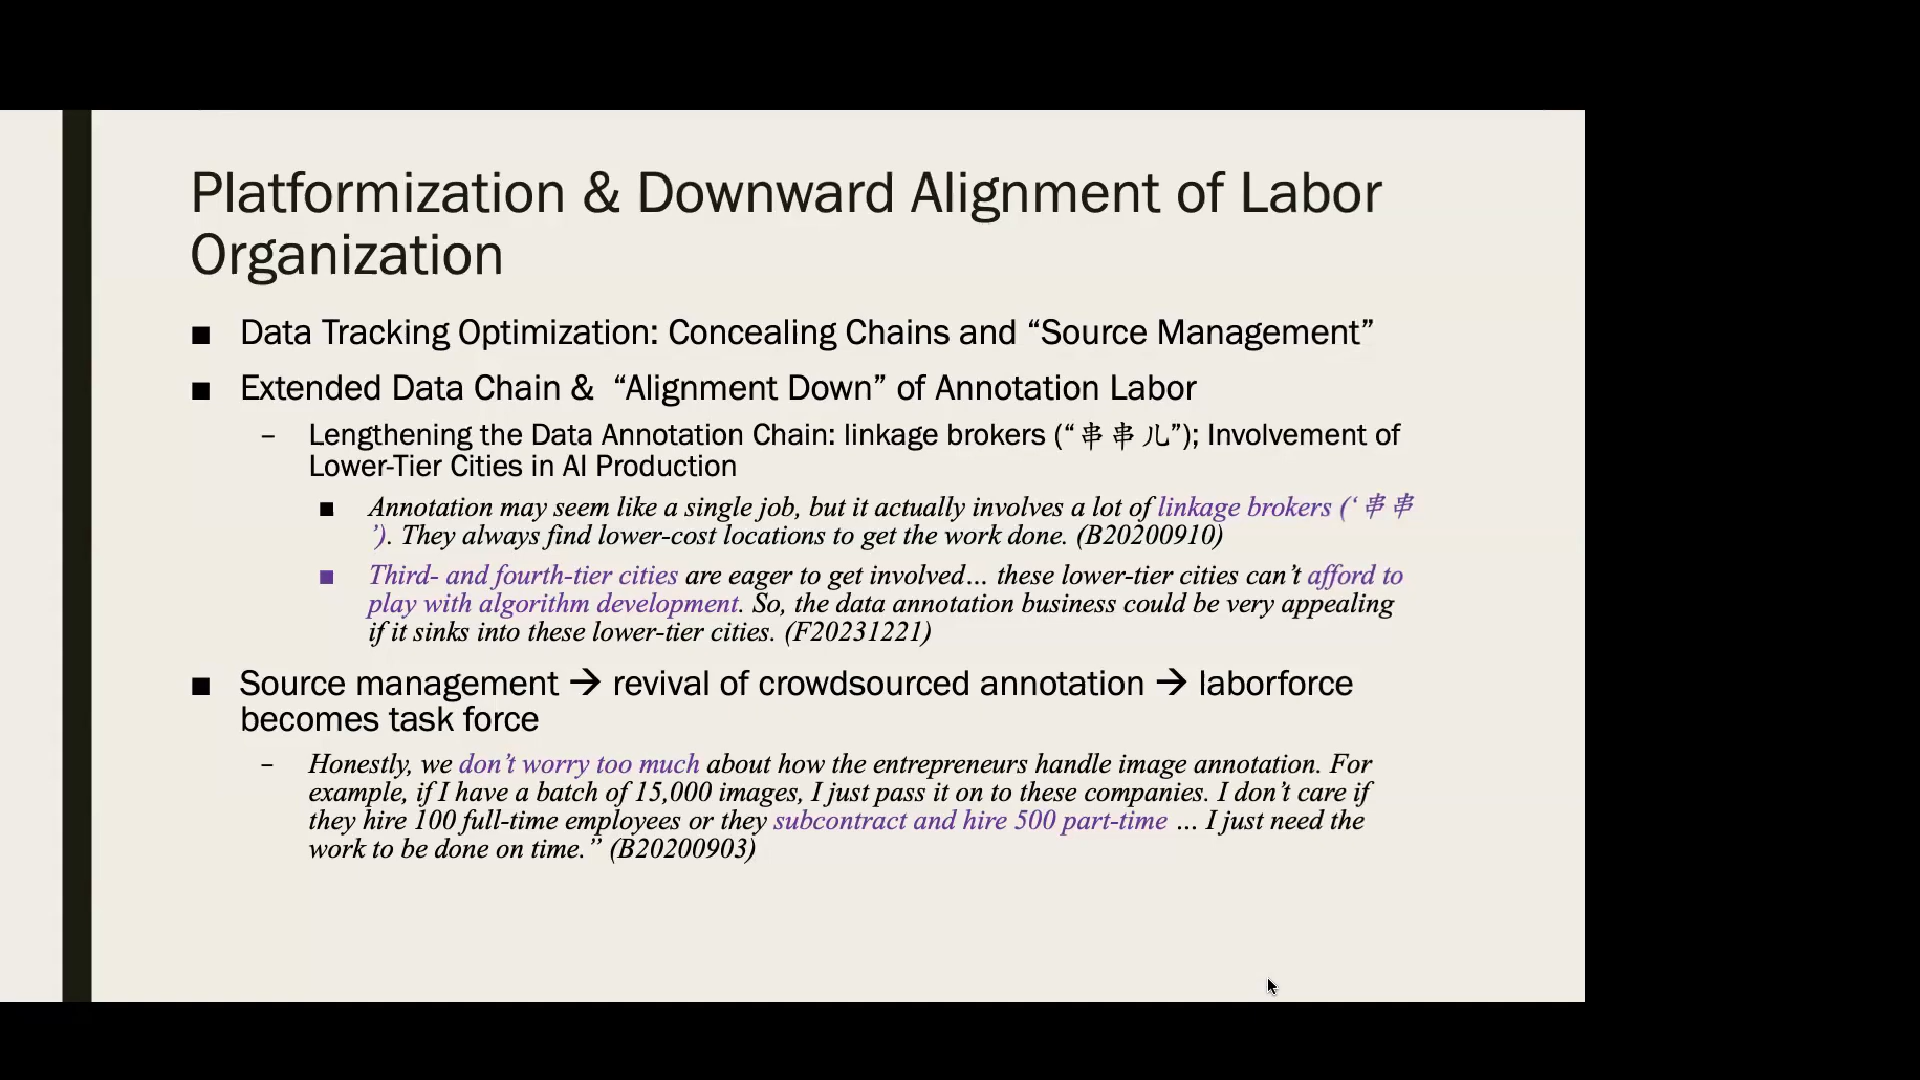 Platformization & Downward Alignment of Labor
Organization
■ Data Tracking Optimization: Concealing Chains and “Source Management”
■ Extended Data Chain &  “Alignment Down” of Annotation Labor
– Lengthening the Data Annotation Chain: linkage brokers (“串串儿”); Involvement of
Lower-Tier Cities in AI Production
■ Annotation may seem like a single job, but it actually involves a lot of linkage brokers (‘串串
’). They always find lower-cost locations to get the work done. (B20200910)
■ Third- and fourth-tier cities are eager to get involved… these lower-tier cities can’t afford to
play with algorithm development. So, the data annotation business could be very appealing
if it sinks into these lower-tier cities. (F20231221)
■ Source management → revival of crowdsourced annotation → laborforce
becomes task force
– Honestly, we don’t worry too much about how the entrepreneurs handle image annotation. For
example, if I have a batch of 15,000 images, I just pass it on to these companies. I don’t care if
they hire 100 full-time employees or they subcontract and hire 500 part-time … I just need the
work to be done on time.” (B20200903)